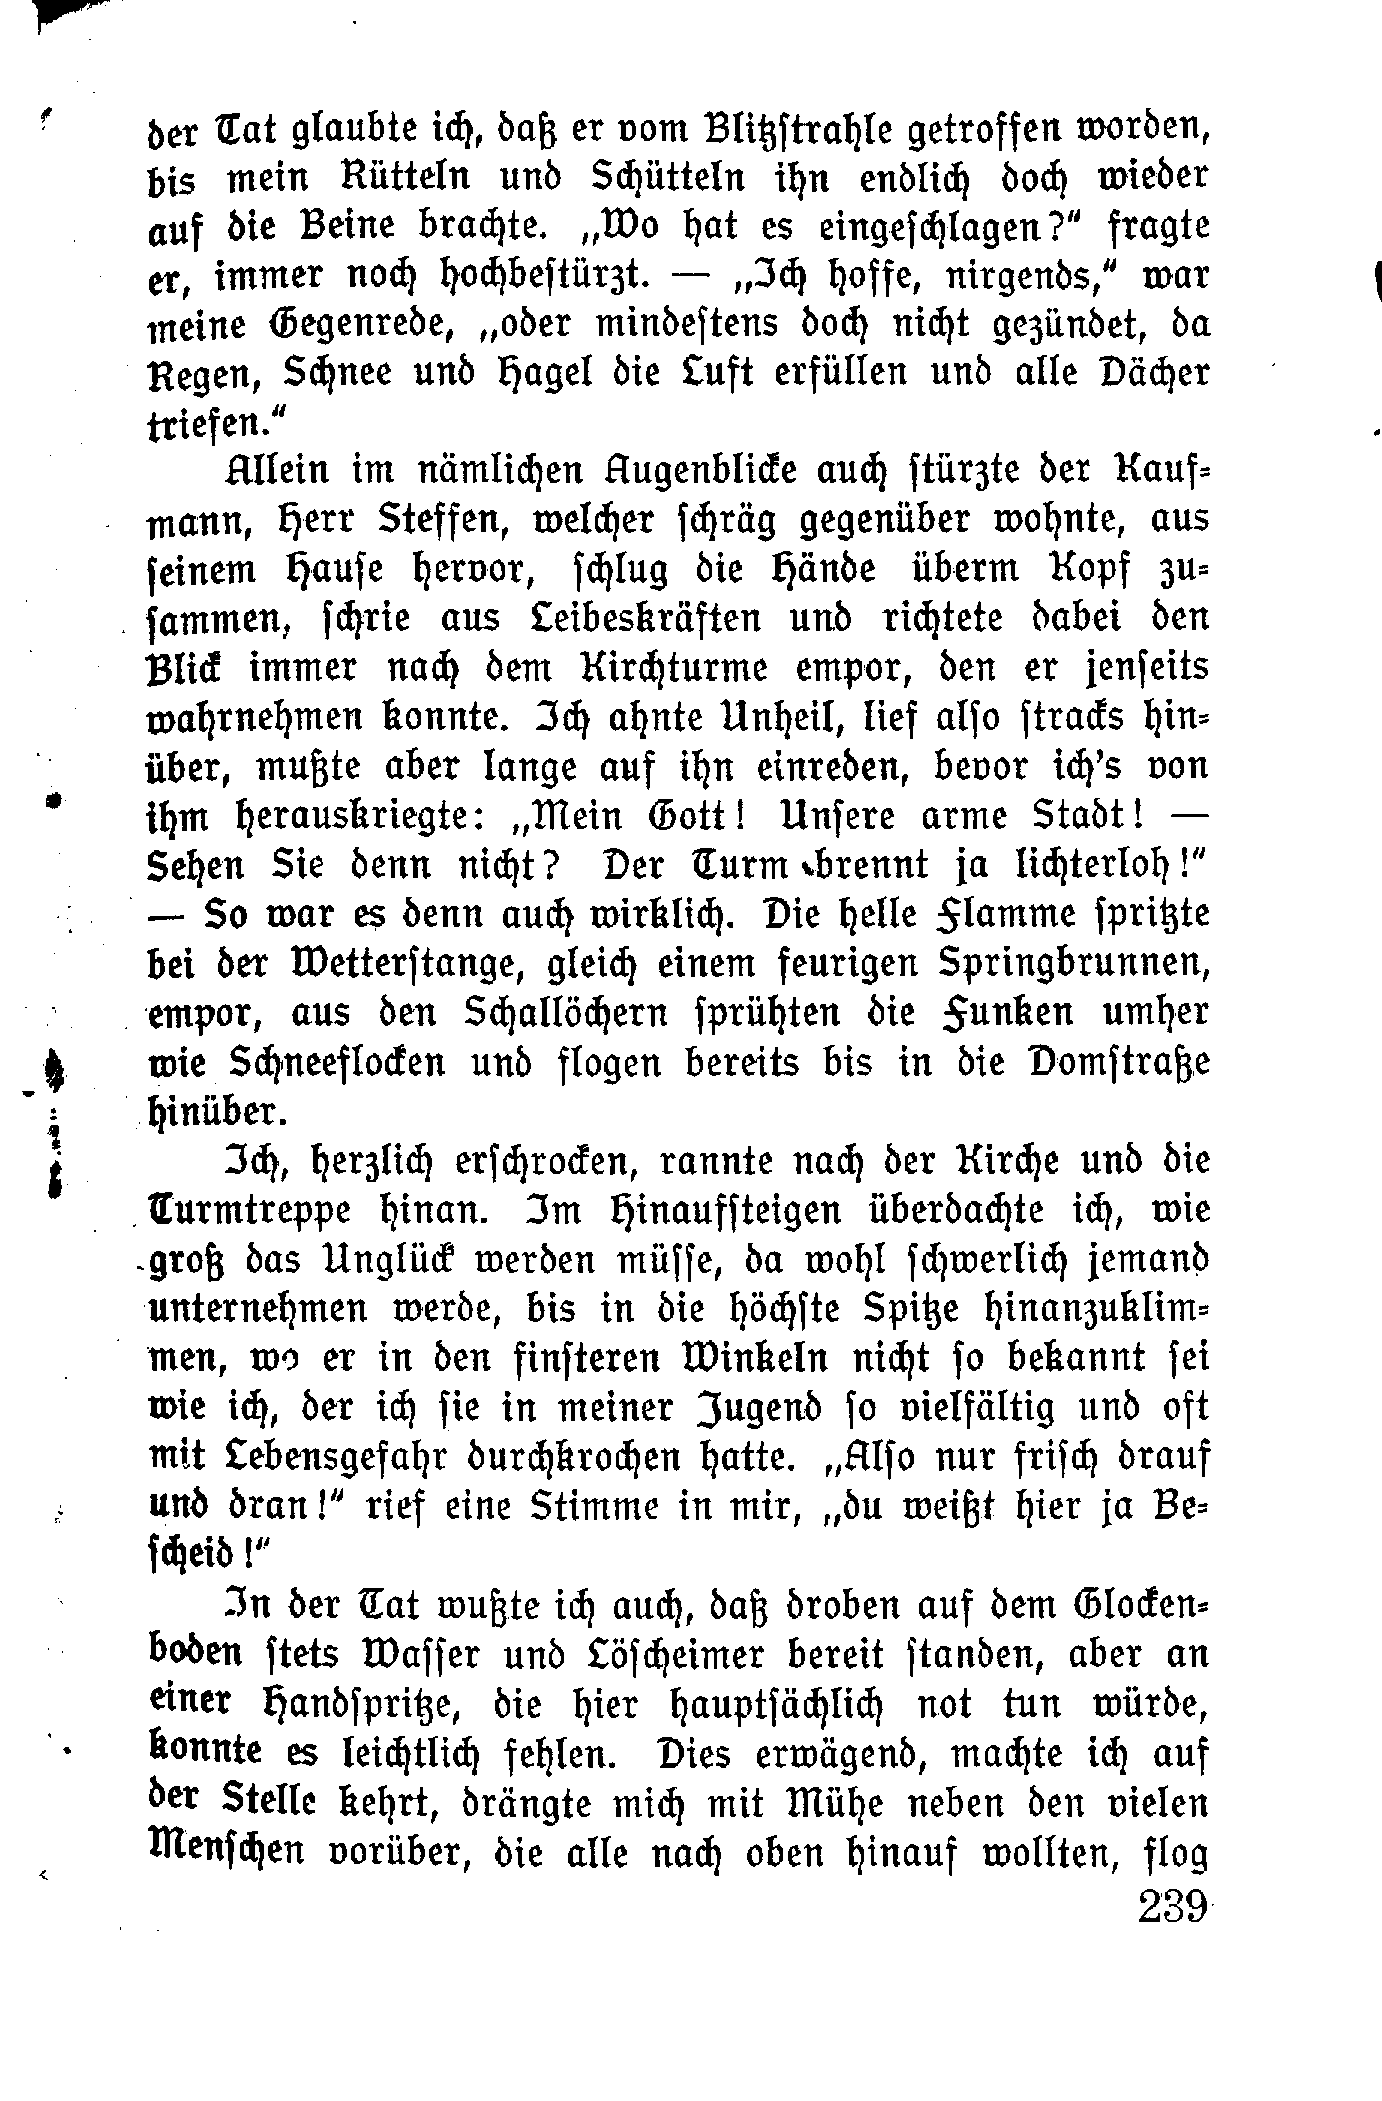 der Tat glaubte ich, daß er vom Blitzstrahle getroffen worden,
bis mein Rütteln und Schütteln ihn endlich doch wieder
auf die Beine brachte. „Wo hat es eingeschlagen?“ fragte
er, immer noch hochbestürzt. — „Ich hoffe, nirgends,“ war
meine Gegenrede, „oder mindestens doch nicht gezündet, da
Regen, Schnee und Hagel die Luft erfüllen und alle Dächer
triefen.“
Allein im nämlichen Augenblicke auch stürzte der Kauf-
mann, Herr Steffen, welcher schräg gegenüber wohnte, aus
seinem Hause hervor, schlug die Hände überm Kopf zu-
sammen, schrie aus Leibeskräften und richtete dabei den
Blick immer nach dem Kirchturme empor, den er jenseits
wahrnehmen konnte. Ich ahnte Unheil, lief also stracks hin-
über, mußte aber lange auf ihn einreden, bevor ich's von
ihm herauskriegte: „Mein Gott! Unsere arme Stadt! —
Sehen Sie denn nicht? Der Turm brennt ja lichterloh!“
— So war es denn auch wirklich. Die helle Flamme spritzte
bei der Wetterstange, gleich einem feurigen Springbrunnen,
empor, aus den Schallöchern sprühten die Funken umher
wie Schneeflocken und flogen bereits bis in die Domstraße
hinüber.
Ich, herzlich erschrocken, rannte nach der Kirche und die
Turmtreppe hinan. Im Hinaufsteigen überdachte ich, wie
groß das Unglück werden müsse, da wohl schwerlich jemand
unternehmen werde, bis in die höchste Spitze hinanzuklim-
men, wo er in den finsteren Winkeln nicht so bekannt sei
wie ich, der ich sie in meiner Jugend so vielfältig und oft
mit Lebensgefahr durchkrochen hatte. „Also nur frisch drauf
und dran!“ rief eine Stimme in mir, „du weißt hier ja Be-
scheid!“
In der Tat wußte ich auch, daß droben auf dem Glocken-
boden stets Wasser und Löscheimer bereit standen, aber an
einer Handspritze, die hier hauptsächlich not tun würde,
konnte es leichtlich fehlen. Dies erwägend, machte ich auf
der Stelle kehrt, drängte mich mit Mühe neben den vielen
Menschen vorüber, die alle nach oben hinauf wollten, flog
239